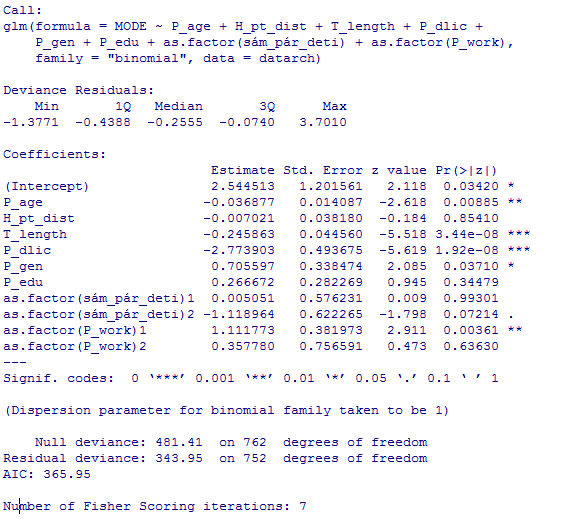 Call:
glm(formula = MODE ~ P_age + H_pt_dist + T_length + P_dlic +
    P_gen + P_edu + as.factor(sám_pár_deti) + as.factor(P_work),
    family = "binomial", data = datarch)
Deviance Residuals:
    Min       1Q   Median       3Q      Max
-1.3771  -0.4388  -0.2555  -0.0740   3.7010
Coefficients:
                          Estimate Std. Error z value Pr(>|z|)
(Intercept)               2.544513   1.201561   2.118  0.03420 *
P_age                    -0.036877   0.014087  -2.618  0.00885 **
H_pt_dist                -0.007021   0.038180  -0.184  0.85410
T_length                 -0.245863   0.044560  -5.518 3.44e-08 ***
P_dlic                   -2.773903   0.493675  -5.619 1.92e-08 ***
P_gen                     0.705597   0.338474   2.085  0.03710 *
P_edu                     0.266672   0.282269   0.945  0.34479
as.factor(sám_pár_deti)1  0.005051   0.576231   0.009  0.99301
as.factor(sám_pár_deti)2 -1.118964   0.622265  -1.798  0.07214 .
as.factor(P_work)1        1.111773   0.381973   2.911  0.00361 **
as.factor(P_work)2        0.357780   0.756591   0.473  0.63630
---
Signif. codes:  0 ‘***’ 0.001 ‘**’ 0.01 ‘*’ 0.05 ‘.’ 0.1 ‘ ’ 1
(Dispersion parameter for binomial family taken to be 1)
    Null deviance: 481.41  on 762  degrees of freedom
Residual deviance: 343.95  on 752  degrees of freedom
AIC: 365.95
Number of Fisher Scoring iterations: 7